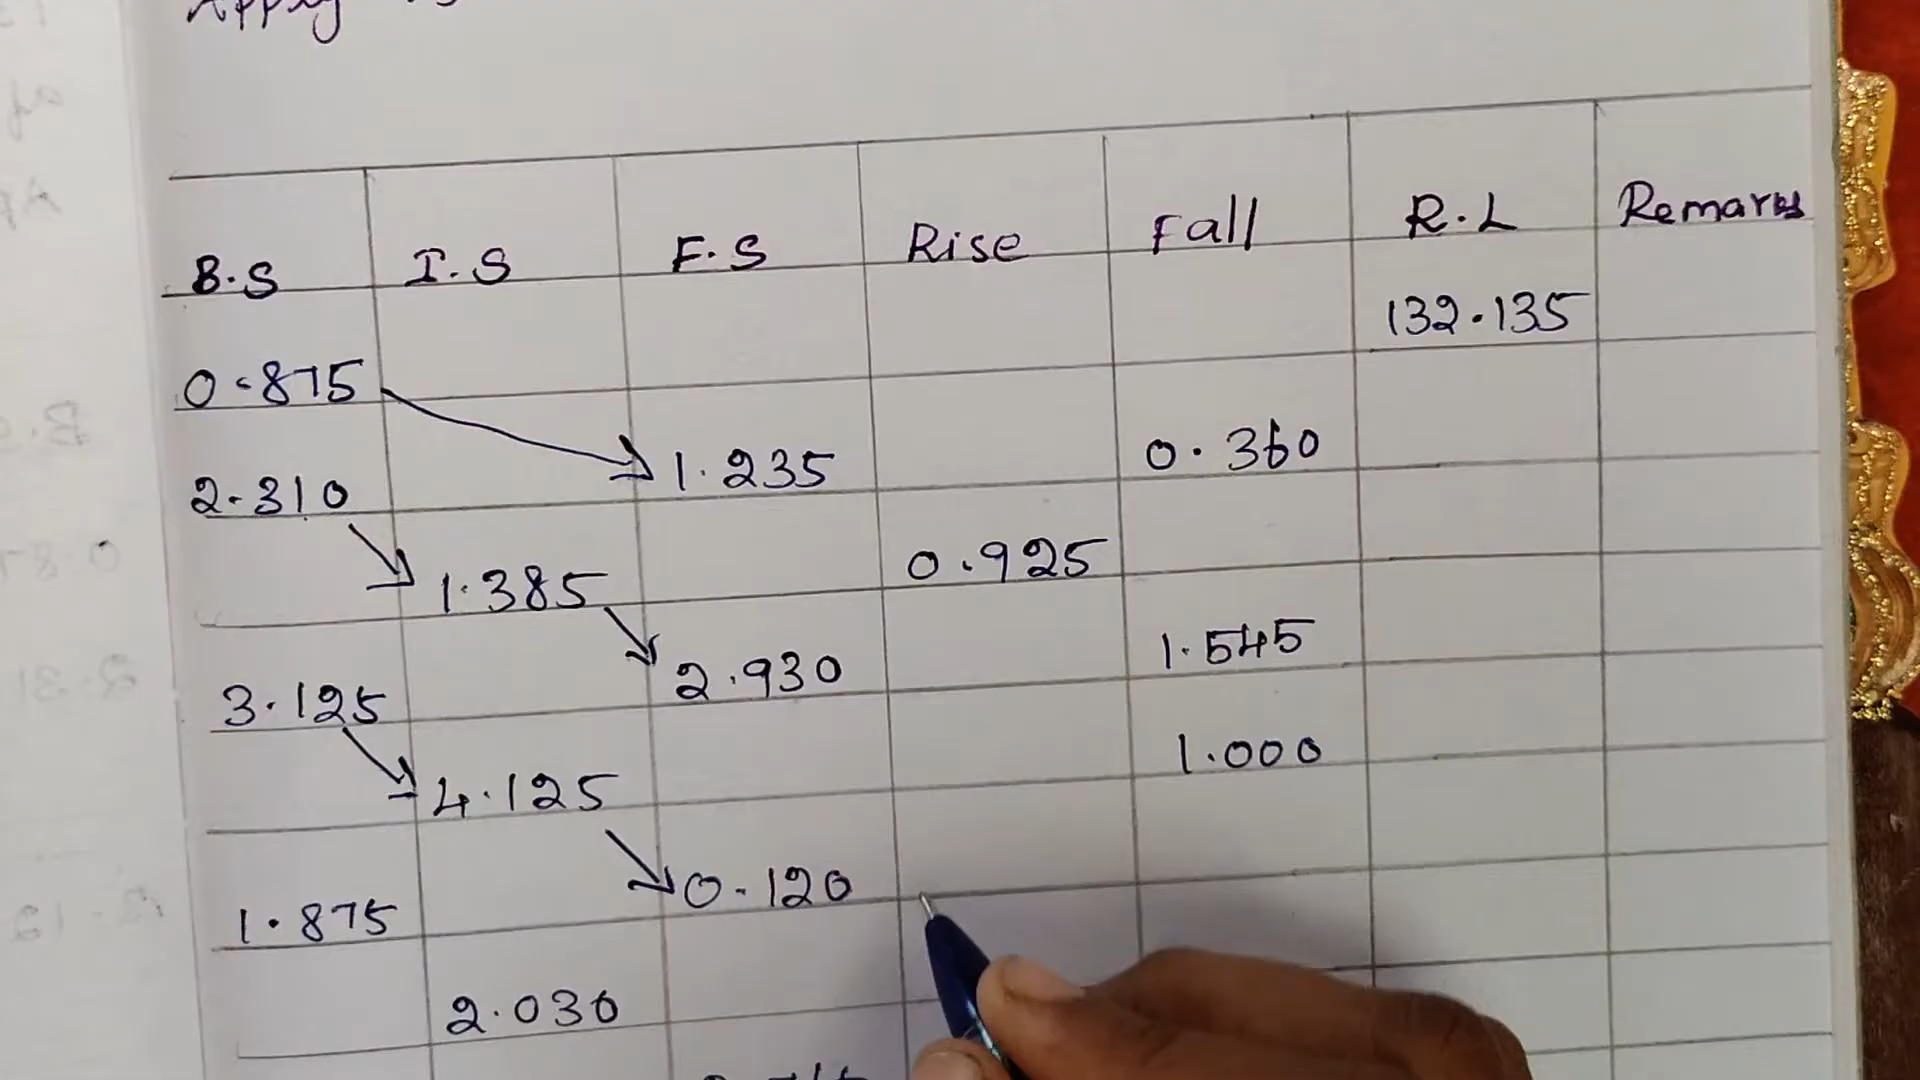 Apply
B.S I.S F.S Rise Fall R.L Remarks
132.135
0.875
2.310 1.235 0.360
1.385 0.925
3.125 2.930 1.545
4.125 1.000
1.875 0.120
2.030